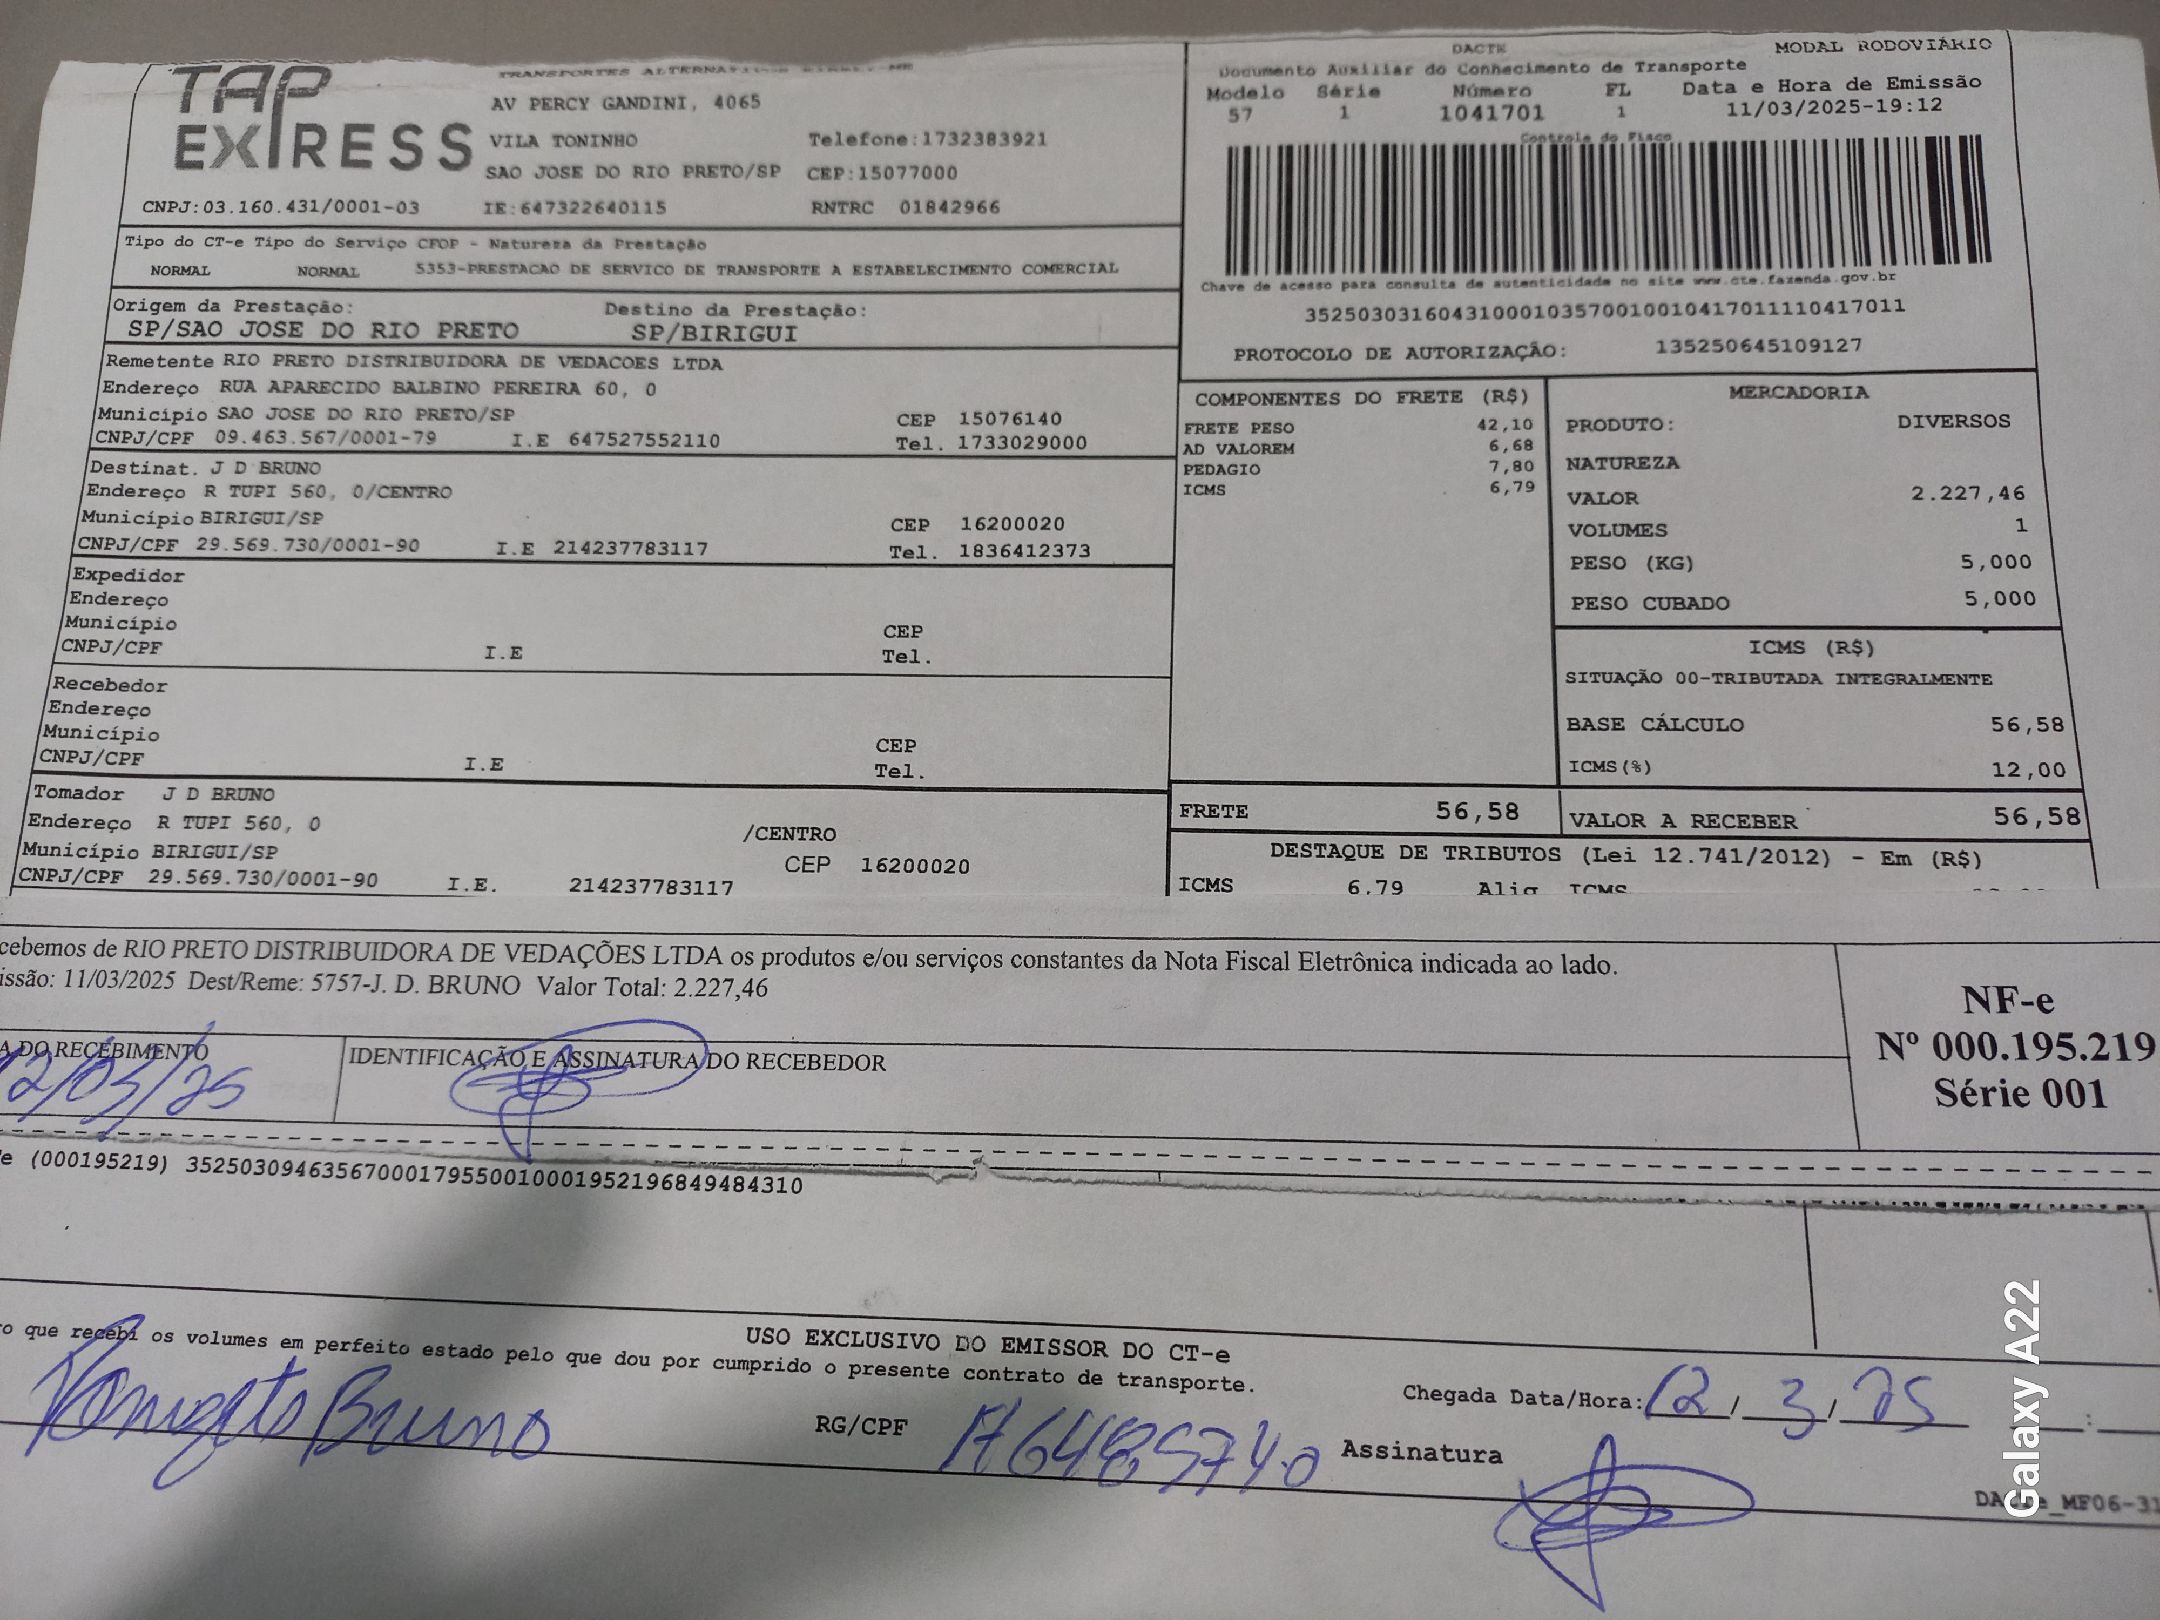 TAP
EXPRESS
TRANSPORTES
AV PERCY GANDINI, 4065
VILA TONINHO Telefone:1732383921
SAO JOSE DO RIO PRETO/SP CEP:15077000
CNPJ:03.160.431/0001-03 IE:647322640115 RNTRC 01842966
DACTE MODAL RODOVIÁRIO
Documento Auxiliar do Conhecimento de Transporte
Modelo Série Número FL Data e Hora de Emissão
57 1 1041701 1 11/03/2025-19:12
Controle do Fisco
Chave de acesso para consulta de autenticidade no site www.cte.fazenda.gov.br
35250303160431000103570010010417011110417011
PROTOCOLO DE AUTORIZAÇÃO: 135250645109127
Tipo do CT-e Tipo do Serviço CFOP - Natureza da Prestação
NORMAL NORMAL 5353-PRESTACAO DE SERVICO DE TRANSPORTE A ESTABELECIMENTO COMERCIAL
Origem da Prestação: Destino da Prestação:
SP/SAO JOSE DO RIO PRETO SP/BIRIGUI
Remetente RIO PRETO DISTRIBUIDORA DE VEDACOES LTDA
Endereço RUA APARECIDO BALBINO PEREIRA 60, 0
Município SAO JOSE DO RIO PRETO/SP CEP 15076140
CNPJ/CPF 09.463.567/0001-79 I.E 647527552110 Tel. 1733029000
Destinat. J D BRUNO
Endereço R TUPI 560, 0/CENTRO
Município BIRIGUI/SP CEP 16200020
CNPJ/CPF 29.569.730/0001-90 I.E 214237783117 Tel. 1836412373
Expedidor
Endereço
Município CEP
CNPJ/CPF I.E Tel.
Recebedor
Endereço
Município CEP
CNPJ/CPF I.E Tel.
Tomador J D BRUNO
Endereço R TUPI 560, 0 /CENTRO
Município BIRIGUI/SP CEP 16200020
CNPJ/CPF 29.569.730/0001-90 I.E. 214237783117
COMPONENTES DO FRETE (R$)
FRETE PESO 42,10
AD VALOREM 6,68
PEDAGIO 7,80
ICMS 6,79
MERCADORIA
PRODUTO: DIVERSOS
NATUREZA
VALOR 2.227,46
VOLUMES 1
PESO (KG) 5,000
PESO CUBADO 5,000
ICMS (R$)
SITUAÇÃO 00-TRIBUTADA INTEGRALMENTE
BASE CÁLCULO 56,58
ICMS(%) 12,00
FRETE 56,58 VALOR A RECEBER 56,58
DESTAQUE DE TRIBUTOS (Lei 12.741/2012) - Em (R$)
ICMS 6,79 Aliq ICMS
cebemos de RIO PRETO DISTRIBUIDORA DE VEDAÇÕES LTDA os produtos e/ou serviços constantes da Nota Fiscal Eletrônica indicada ao lado.
issão: 11/03/2025 Dest/Reme: 5757-J. D. BRUNO Valor Total: 2.227,46
NF-e
Nº 000.195.219
Série 001
A DO RECEBIMENTO IDENTIFICAÇÃO E ASSINATURA DO RECEBEDOR
12/03/25
e (000195219) 35250309463567000179550010001952196849484310
USO EXCLUSIVO DO EMISSOR DO CT-e
ro que recebi os volumes em perfeito estado pelo que dou por cumprido o presente contrato de transporte.
Bruno RG/CPF Chegada Data/Hora: 12/3/25 :
Assinatura
MF06-31
Galaxy A22